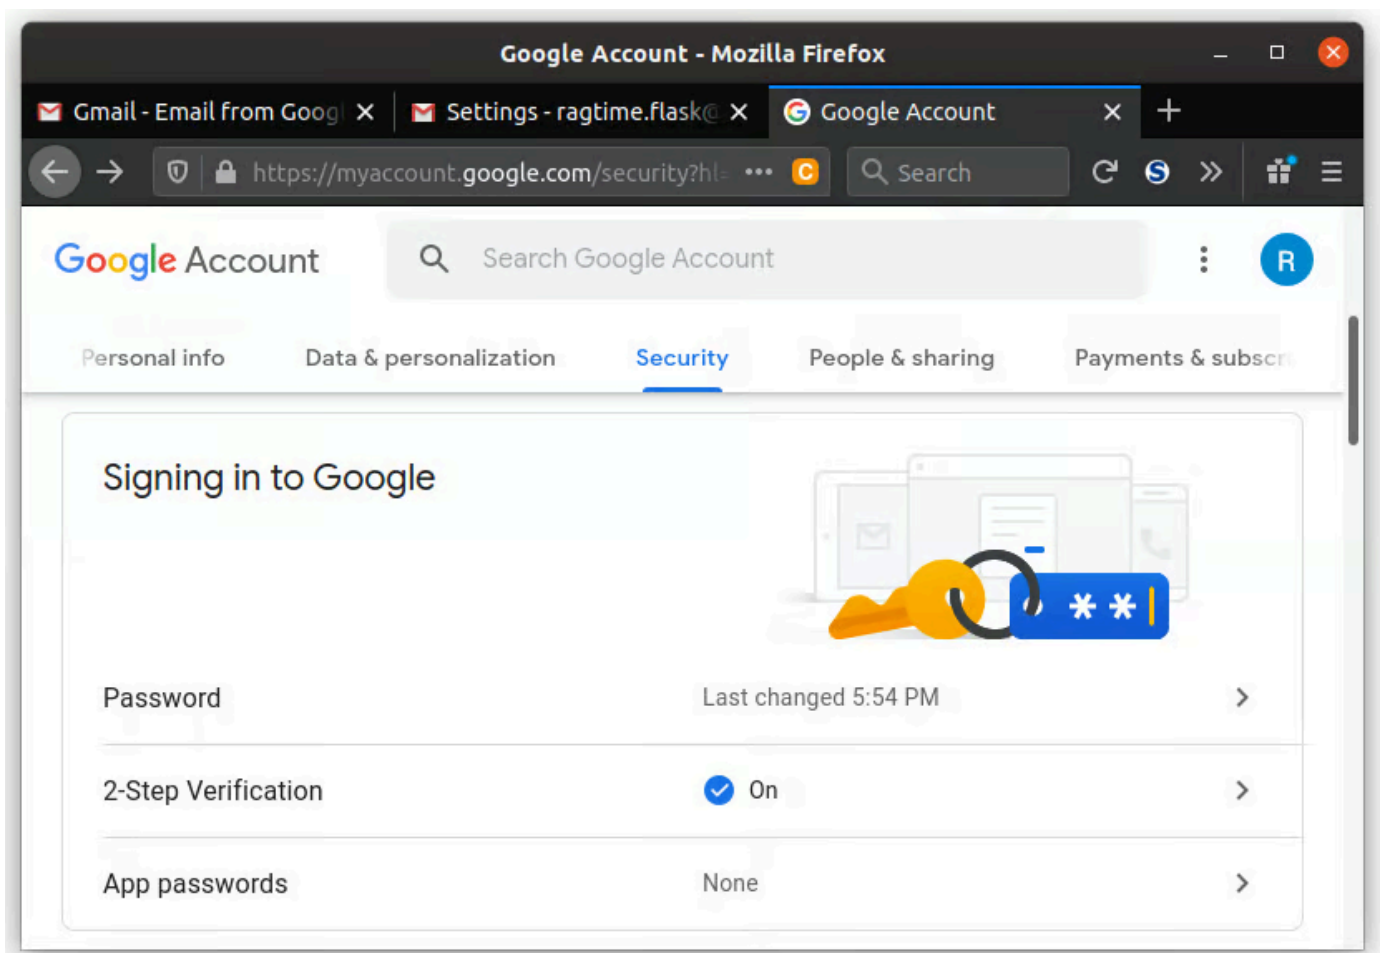 Google Account - Mozilla Firefox
Gmail - Email from Goog
Settings - ragtime.flask@
Google Account
https://myaccount.google.com/security?hl=
C
Search
S
Google Account
Search Google Account
R
Personal info
Data & personalization
Security
People & sharing
Payments & subscri
Signing in to Google
**
Password
Last changed 5:54 PM
2-Step Verification
On
App passwords
None